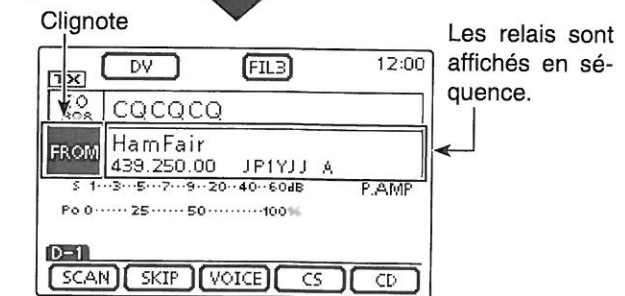 Clignote
Les relais sont
affichés en sé-
quence.
DV FIL3 12:00
TX
CQCQCQ
FROM
HamFair
439.250.00 JP1YJJ A
S 1··3··5··7··9··20··40··60dB P.AMP
Po 0······25······50·········100%
D-1
SCAN SKIP VOICE CS CD